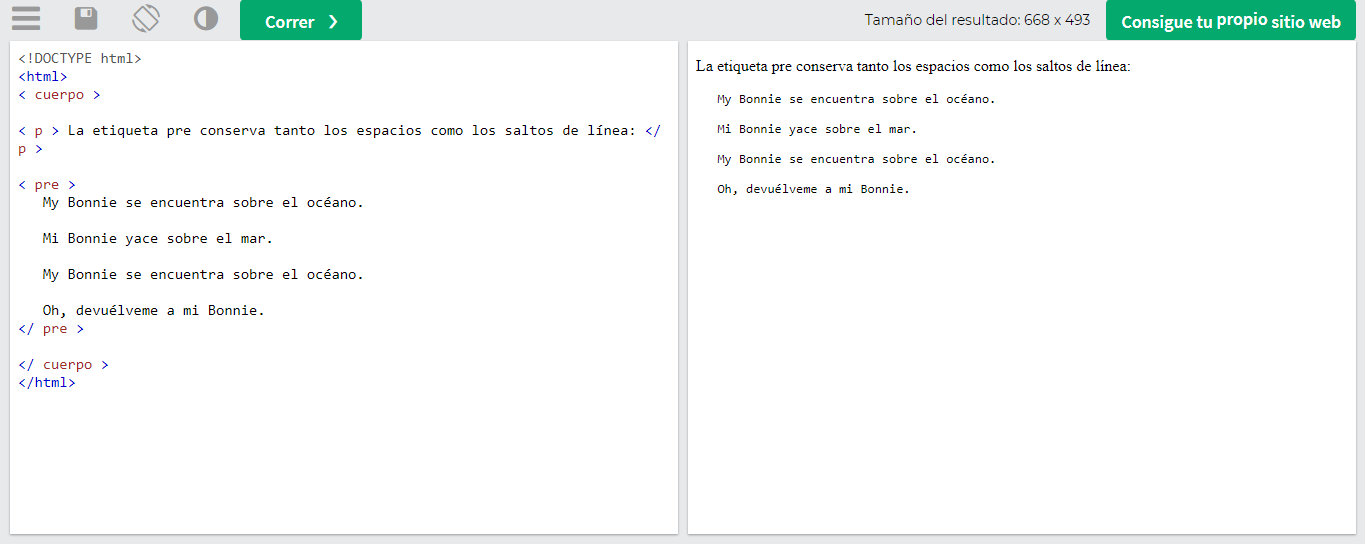 Correr ❯
Tamaño del resultado: 668 x 493
Consigue tu propio sitio web
<!DOCTYPE html>
<html>
< cuerpo >
< p > La etiqueta pre conserva tanto los espacios como los saltos de línea: </
p >
< pre >
My Bonnie se encuentra sobre el océano.
Mi Bonnie yace sobre el mar.
My Bonnie se encuentra sobre el océano.
Oh, devuélveme a mi Bonnie.
</ pre >
</ cuerpo >
</html>
La etiqueta pre conserva tanto los espacios como los saltos de línea:
My Bonnie se encuentra sobre el océano.
Mi Bonnie yace sobre el mar.
My Bonnie se encuentra sobre el océano.
Oh, devuélveme a mi Bonnie.